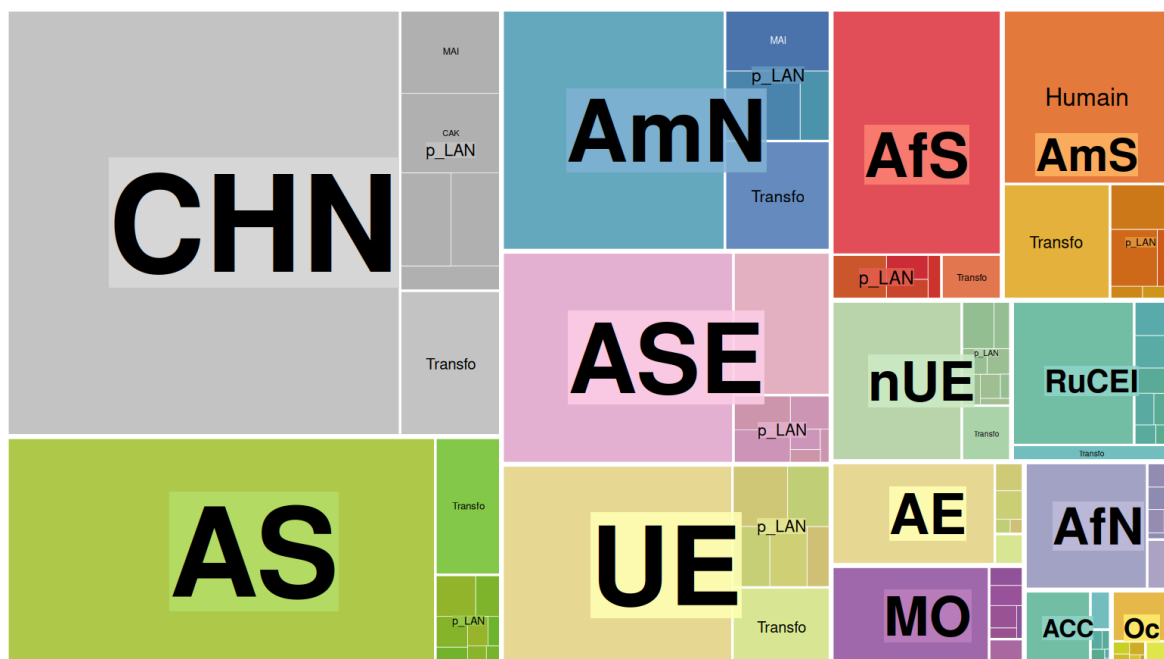 MAI
CAK
p_LAN
CHN
Transfo
AS
Transfo
p_LAN
MAI
p_LAN
AmN
Transfo
ASE
p_LAN
UE
p_LAN
Transfo
AfS
p_LAN
Transfo
Humain
AmS
Transfo
p_LAN
nUE
p_LAN
Transfo
RuCEI
Transfo
AE
AfN
MO
ACC
Oc